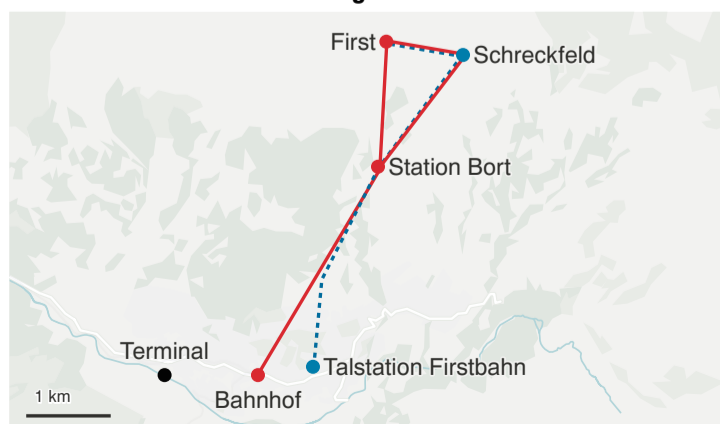 First
Schreckfeld
Station Bort
Terminal
Talstation Firstbahn
Bahnhof
1 km